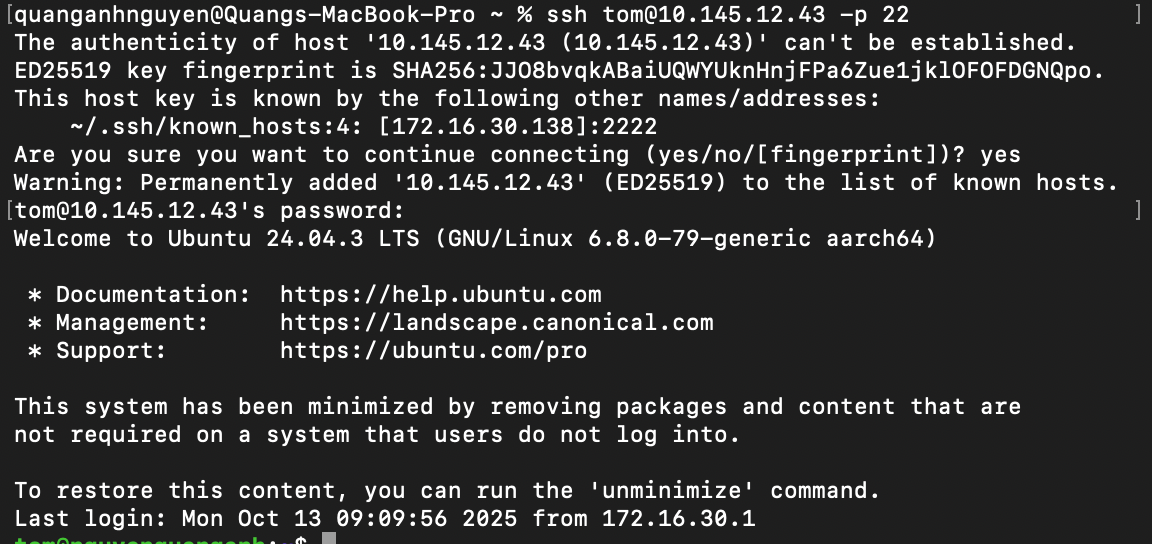 [quanganhnguyen@Quangs-MacBook-Pro ~ % ssh tom@10.145.12.43 -p 22 ]
The authenticity of host '10.145.12.43 (10.145.12.43)' can't be established.
ED25519 key fingerprint is SHA256:JJO8bvqkABaiUQWYUknHnjFPa6Zue1jklOFOFDGNQpo.
This host key is known by the following other names/addresses:
    ~/.ssh/known_hosts:4: [172.16.30.138]:2222
Are you sure you want to continue connecting (yes/no/[fingerprint])? yes
Warning: Permanently added '10.145.12.43' (ED25519) to the list of known hosts.
[tom@10.145.12.43's password: ]
Welcome to Ubuntu 24.04.3 LTS (GNU/Linux 6.8.0-79-generic aarch64)

 * Documentation:  https://help.ubuntu.com
 * Management:     https://landscape.canonical.com
 * Support:        https://ubuntu.com/pro

This system has been minimized by removing packages and content that are
not required on a system that users do not log into.

To restore this content, you can run the 'unminimize' command.
Last login: Mon Oct 13 09:09:56 2025 from 172.16.30.1
tom@nguyenquanganh:~$